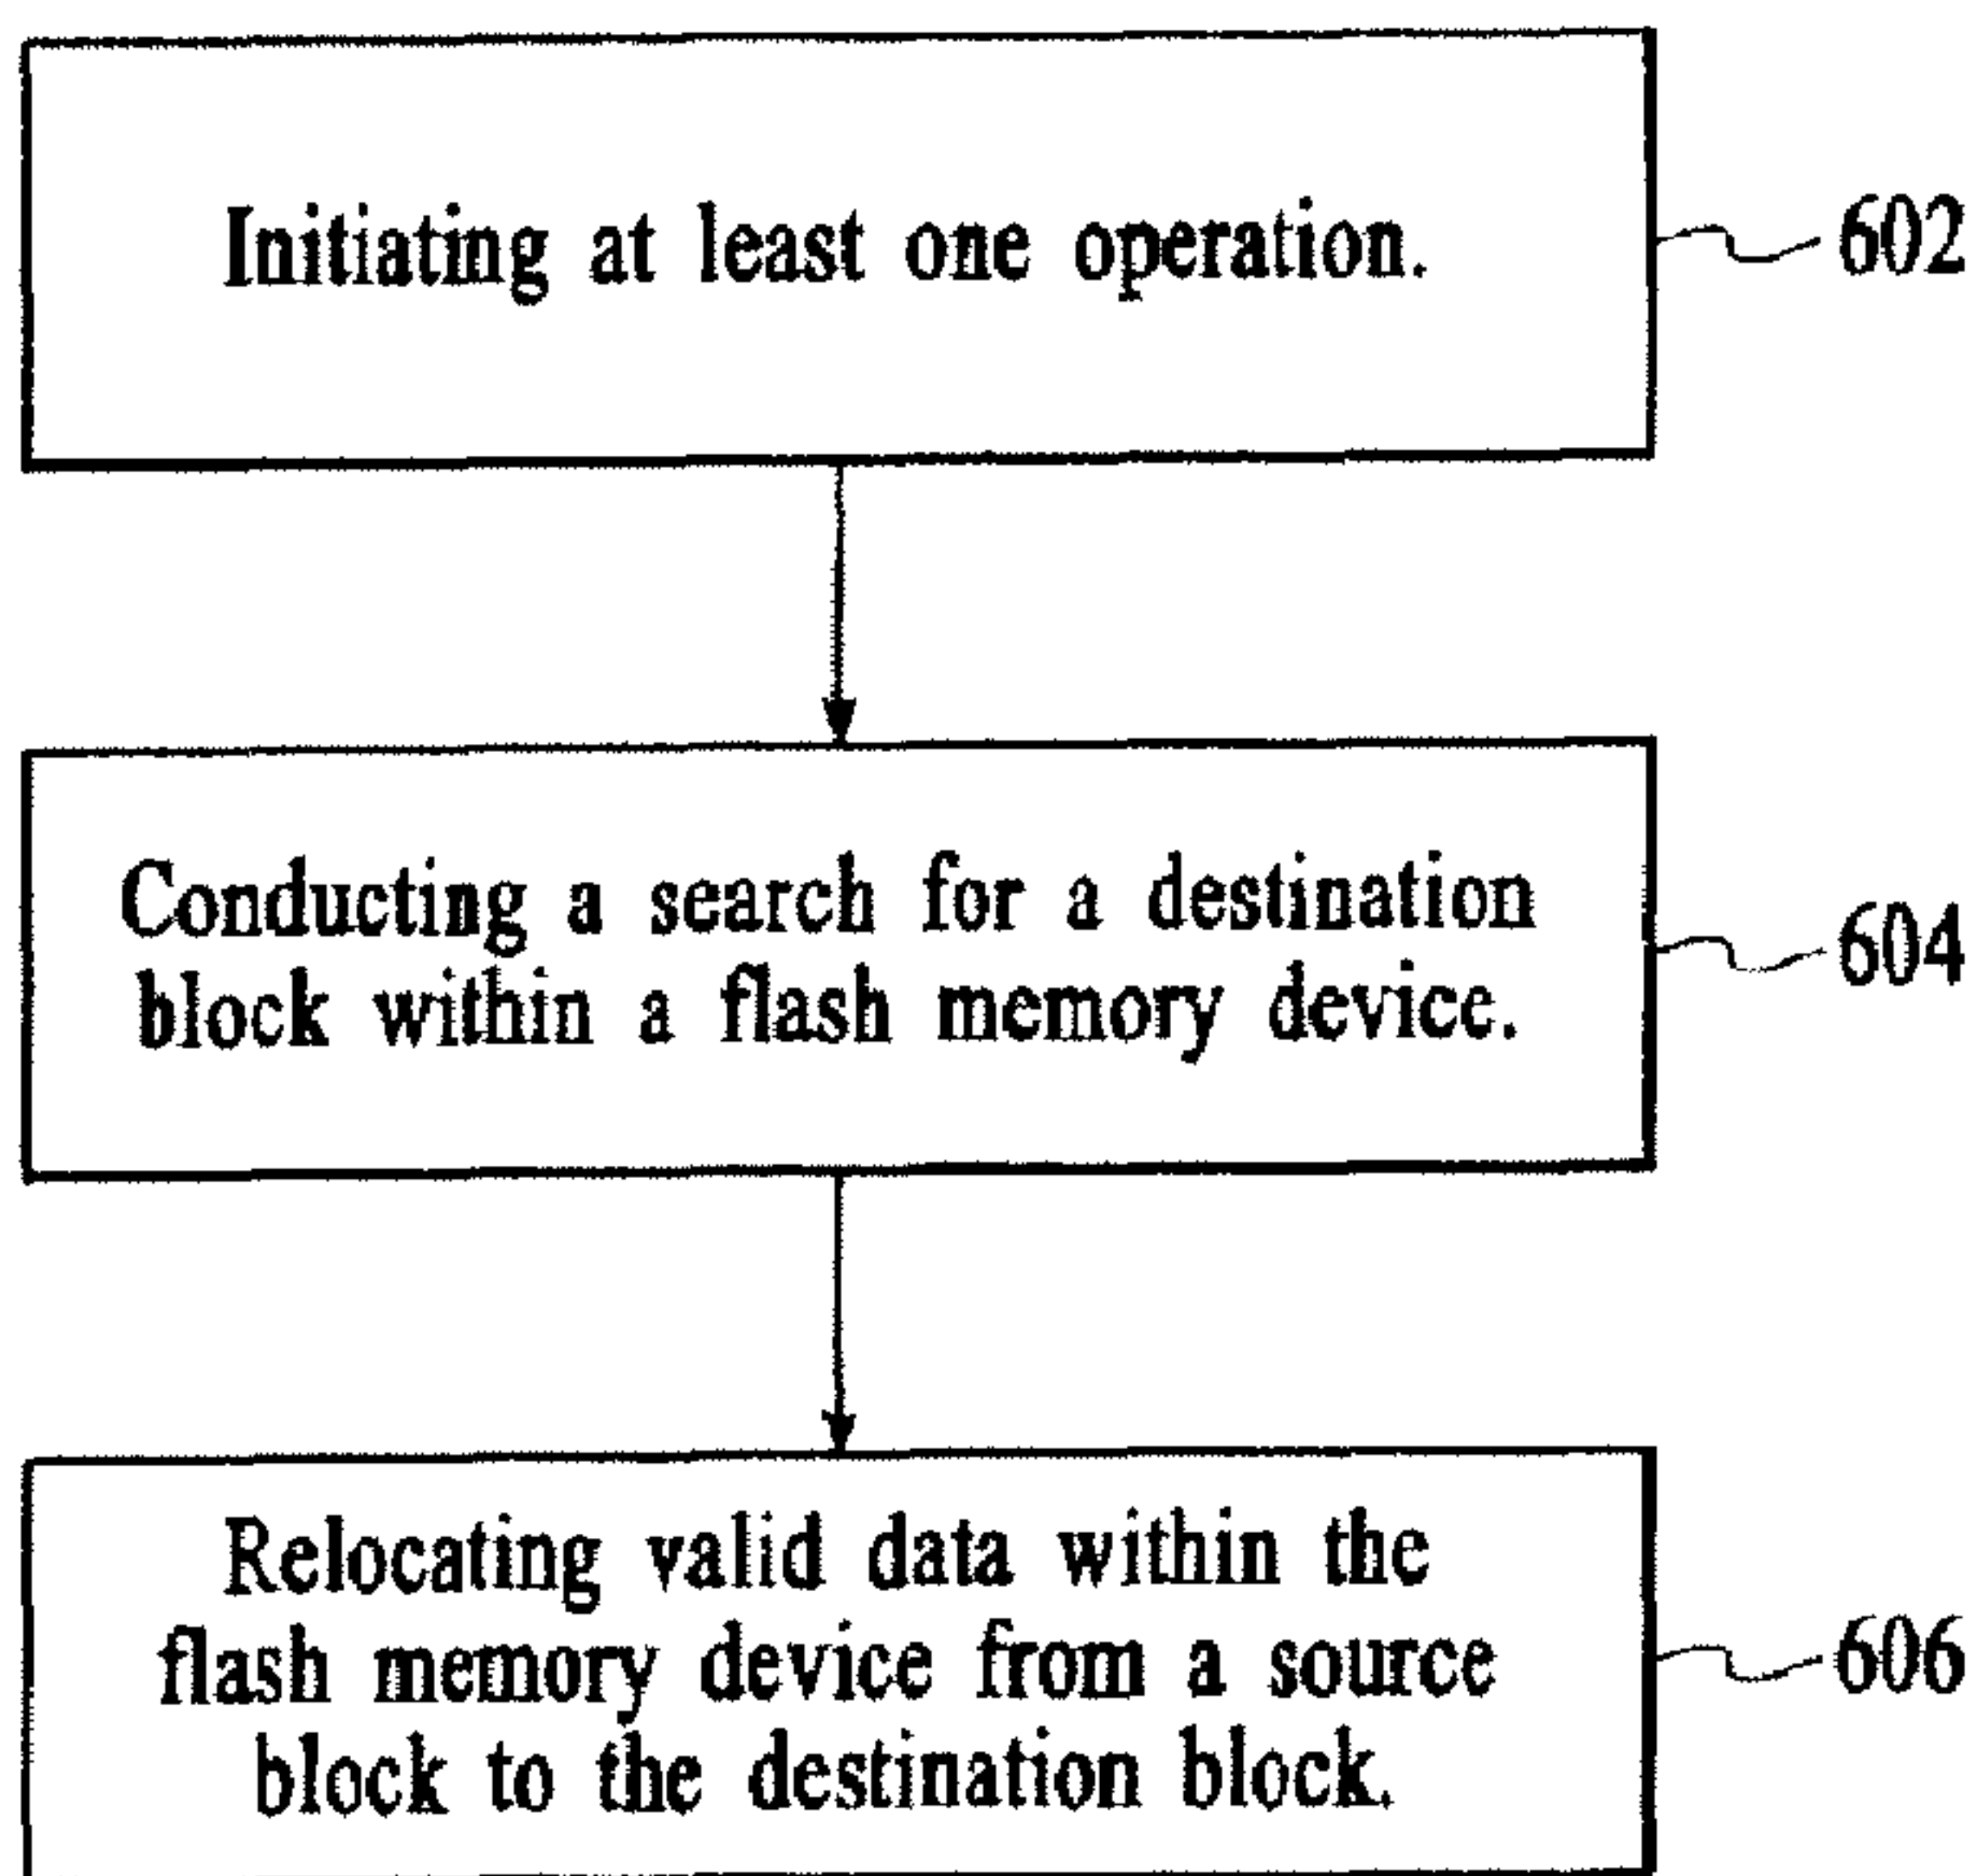 Initiating at least one operation.
602
Conducting a search for a destination
block within a flash memory device.
604
Relocating valid data within the
flash memory device from a source
block to the destination block.
606